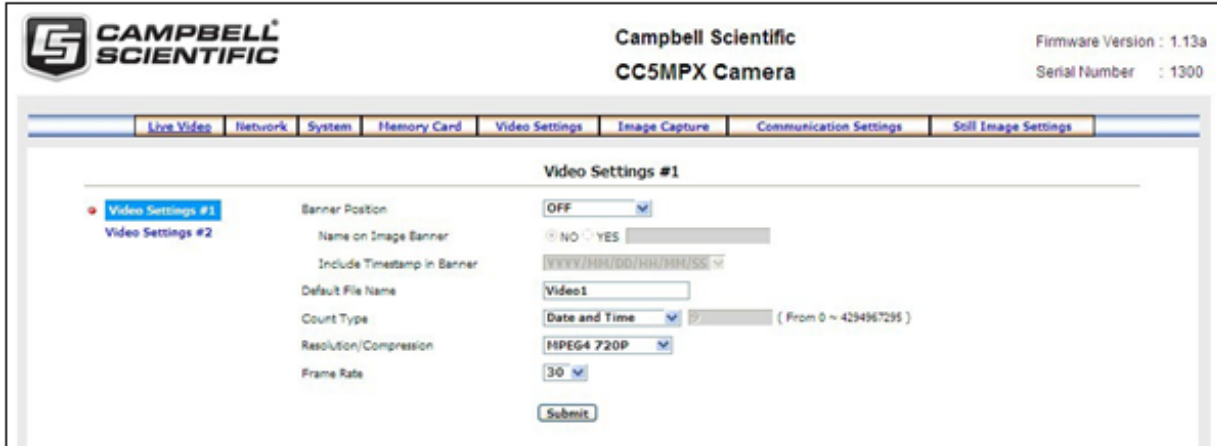 CAMPBELL SCIENTIFIC
Campbell Scientific
CC5MPX Camera
Firmware Version : 1.13a
Serial Number : 1300
Live Video Network System Memory Card Video Settings Image Capture Communication Settings Still Image Settings
Video Settings #1
Video Settings #1
Video Settings #2
Banner Position OFF
Name on Image Banner NO YES
Include Timestamp in Banner YYYY/MM/DD/HH/MM/SS
Default File Name Video1
Count Type Date and Time ( From 0 ~ 4294967295 )
Resolution/Compression MPEG4 720P
Frame Rate 30
Submit